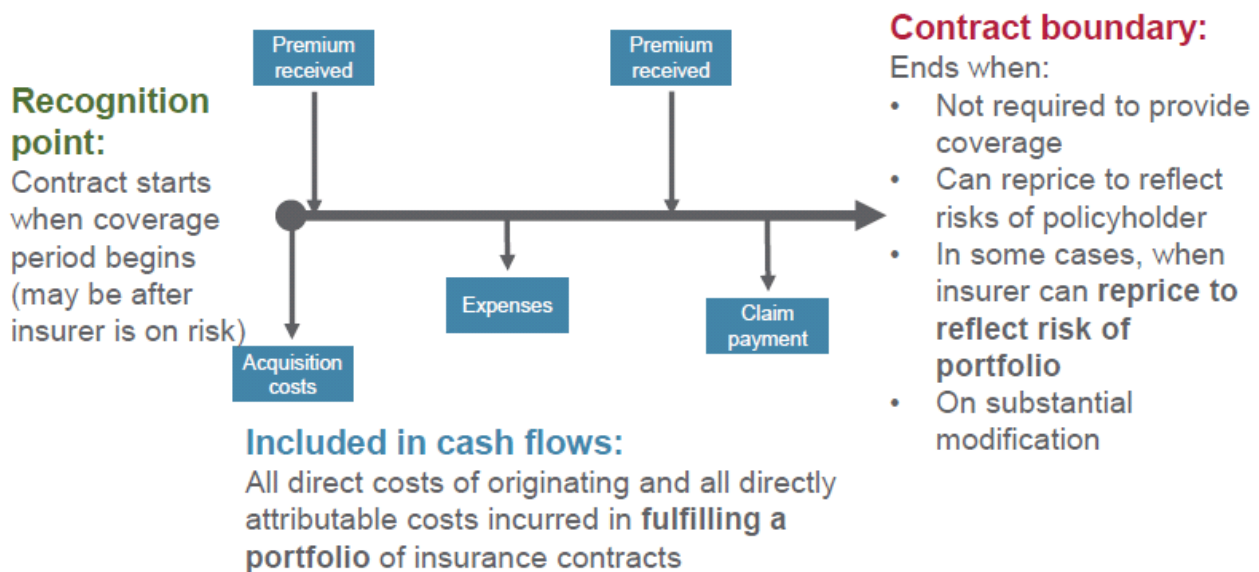 Recognition
point:
Contract starts
when coverage
period begins
(may be after
insurer is on risk)
Premium
received
Premium
received
Expenses
Claim
payment
Acquisition
costs
Included in cash flows:
All direct costs of originating and all directly
attributable costs incurred in fulfilling a
portfolio of insurance contracts
Contract boundary:
Ends when:
• Not required to provide
coverage
• Can reprice to reflect
risks of policyholder
• In some cases, when
insurer can reprice to
reflect risk of
portfolio
• On substantial
modification